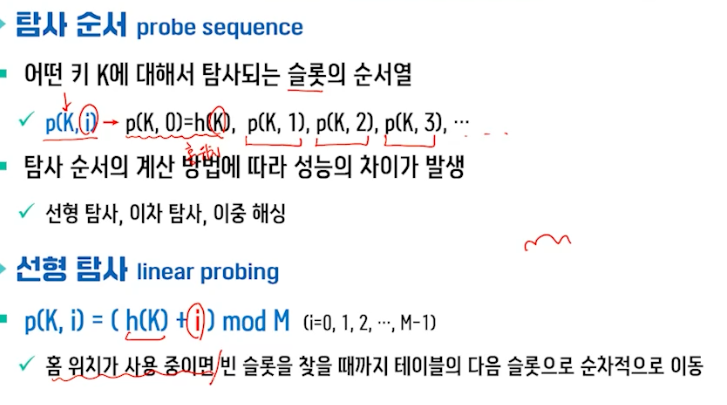 탐사 순서 probe sequence
어떤 키 K에 대해서 탐사되는 슬롯의 순서열
p(K, i) → p(K, 0)=h(K), p(K, 1), p(K, 2), p(K, 3), ···
탐사 순서의 계산 방법에 따라 성능의 차이가 발생
선형 탐사, 이차 탐사, 이중 해싱
선형 탐사 linear probing
p(K, i) = ( h(K) + i ) mod M (i=0, 1, 2, ···, M-1)
홈 위치가 사용 중이면 빈 슬롯을 찾을 때까지 테이블의 다음 슬롯으로 순차적으로 이동